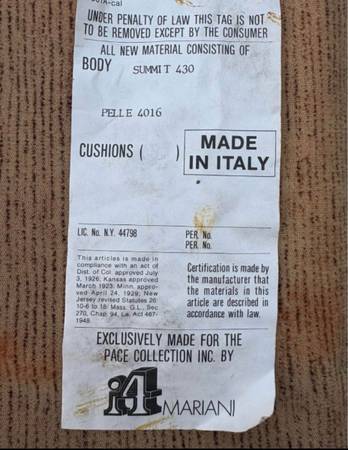 UNDER PENALTY OF LAW THIS TAG IS NOT
TO BE REMOVED EXCEPT BY THE CONSUMER
ALL NEW MATERIAL CONSISTING OF
BODY SUMMIT 430
PELLE 4016
CUSHIONS ( )
MADE
IN ITALY
LIC. No. N.Y. 44798
PER. No.
PER. No.
This articles is made in
compliance with an act of
Dist. of Col. approved July
3, 1926; Kansas approved
March 1923; Minn. appro-
ved April 24, 1929; New
Jersey revised Statutes 26:
10-6 to 18/ Mass. G.L., Sec
270, Chap. 94, La. Act 467-
1948.
Certification is made by
the manufacturer that
the materials in this
article are described in
accordance with law.
EXCLUSIVELY MADE FOR THE
PACE COLLECTION INC. BY
i4 MARIANI